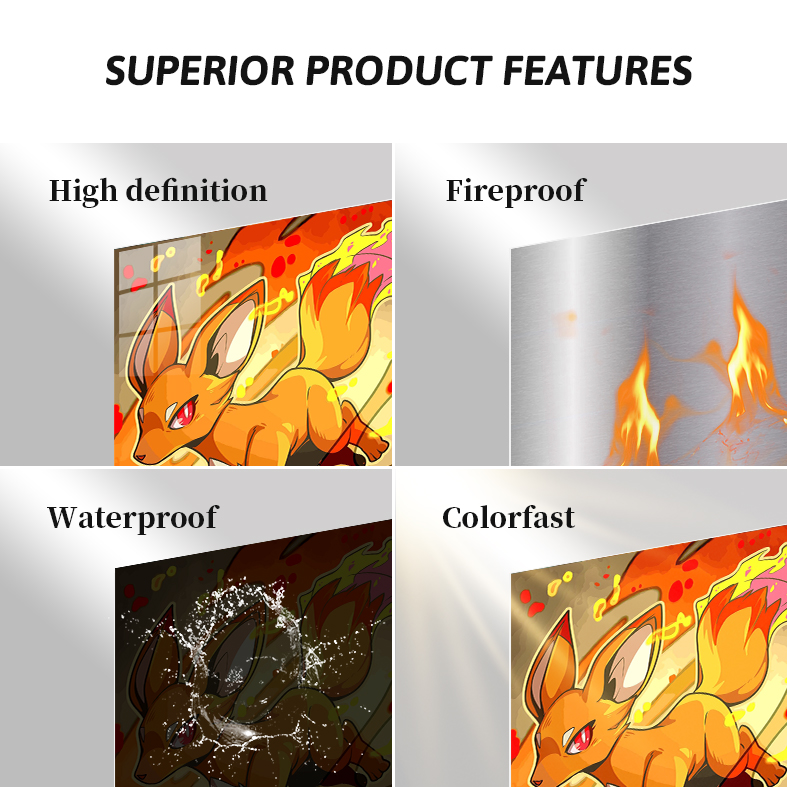 SUPERIOR PRODUCT FEATURES
High definition
Fireproof
Waterproof
Colorfast